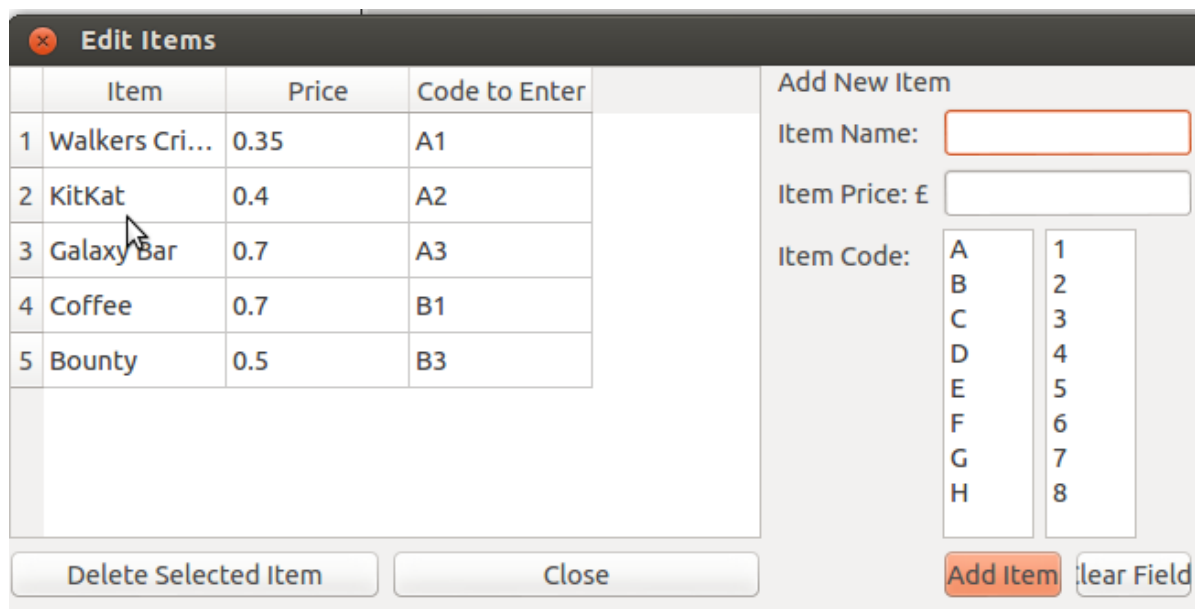 Edit Items
Item Price Code to Enter
1 Walkers Cri... 0.35 A1
2 KitKat 0.4 A2
3 Galaxy Bar 0.7 A3
4 Coffee 0.7 B1
5 Bounty 0.5 B3
Delete Selected Item Close
Add New Item
Item Name:
Item Price: £
Item Code:
A 1
B 2
C 3
D 4
E 5
F 6
G 7
H 8
Add Item lear Field